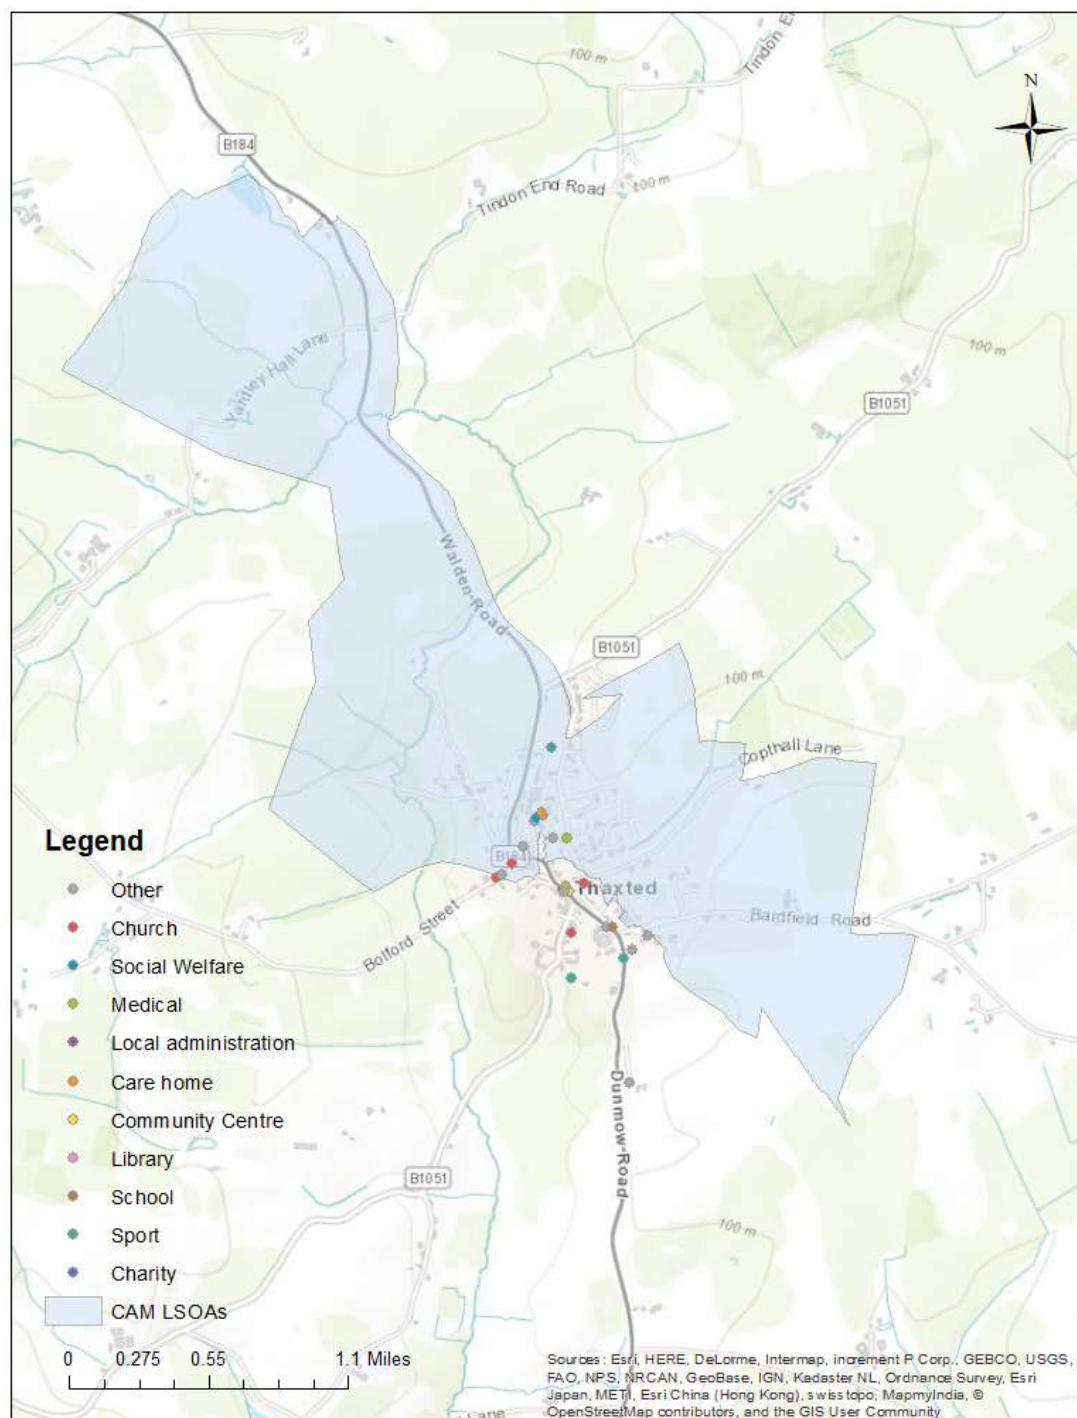 100 m
Tindon En
N
B184
Tindon End Road
100 m
100 m
Yardley Hall Lane
B1051
Walden-Road
B1051
100 m
Copthall Lane
Legend
B184
Thaxted
Other
Bolford Street
Bardfield Road
Church
Social Welfare
Medical
Local administration
Care home
Dunmow-Road
Community Centre
Library
B1051
School
100 m
Sport
Charity
CAM LSOAs
0 0.275 0.55 1.1 Miles
Sources: Esri, HERE, DeLorme, Intermap, increment P Corp., GEBCO, USGS,
FAO, NPS, NRCAN, GeoBase, IGN, Kadaster NL, Ordnance Survey, Esri
Japan, METI, Esri China (Hong Kong), swisstopo, MapmyIndia, ©
OpenStreetMap contributors, and the GIS User Community
Lane